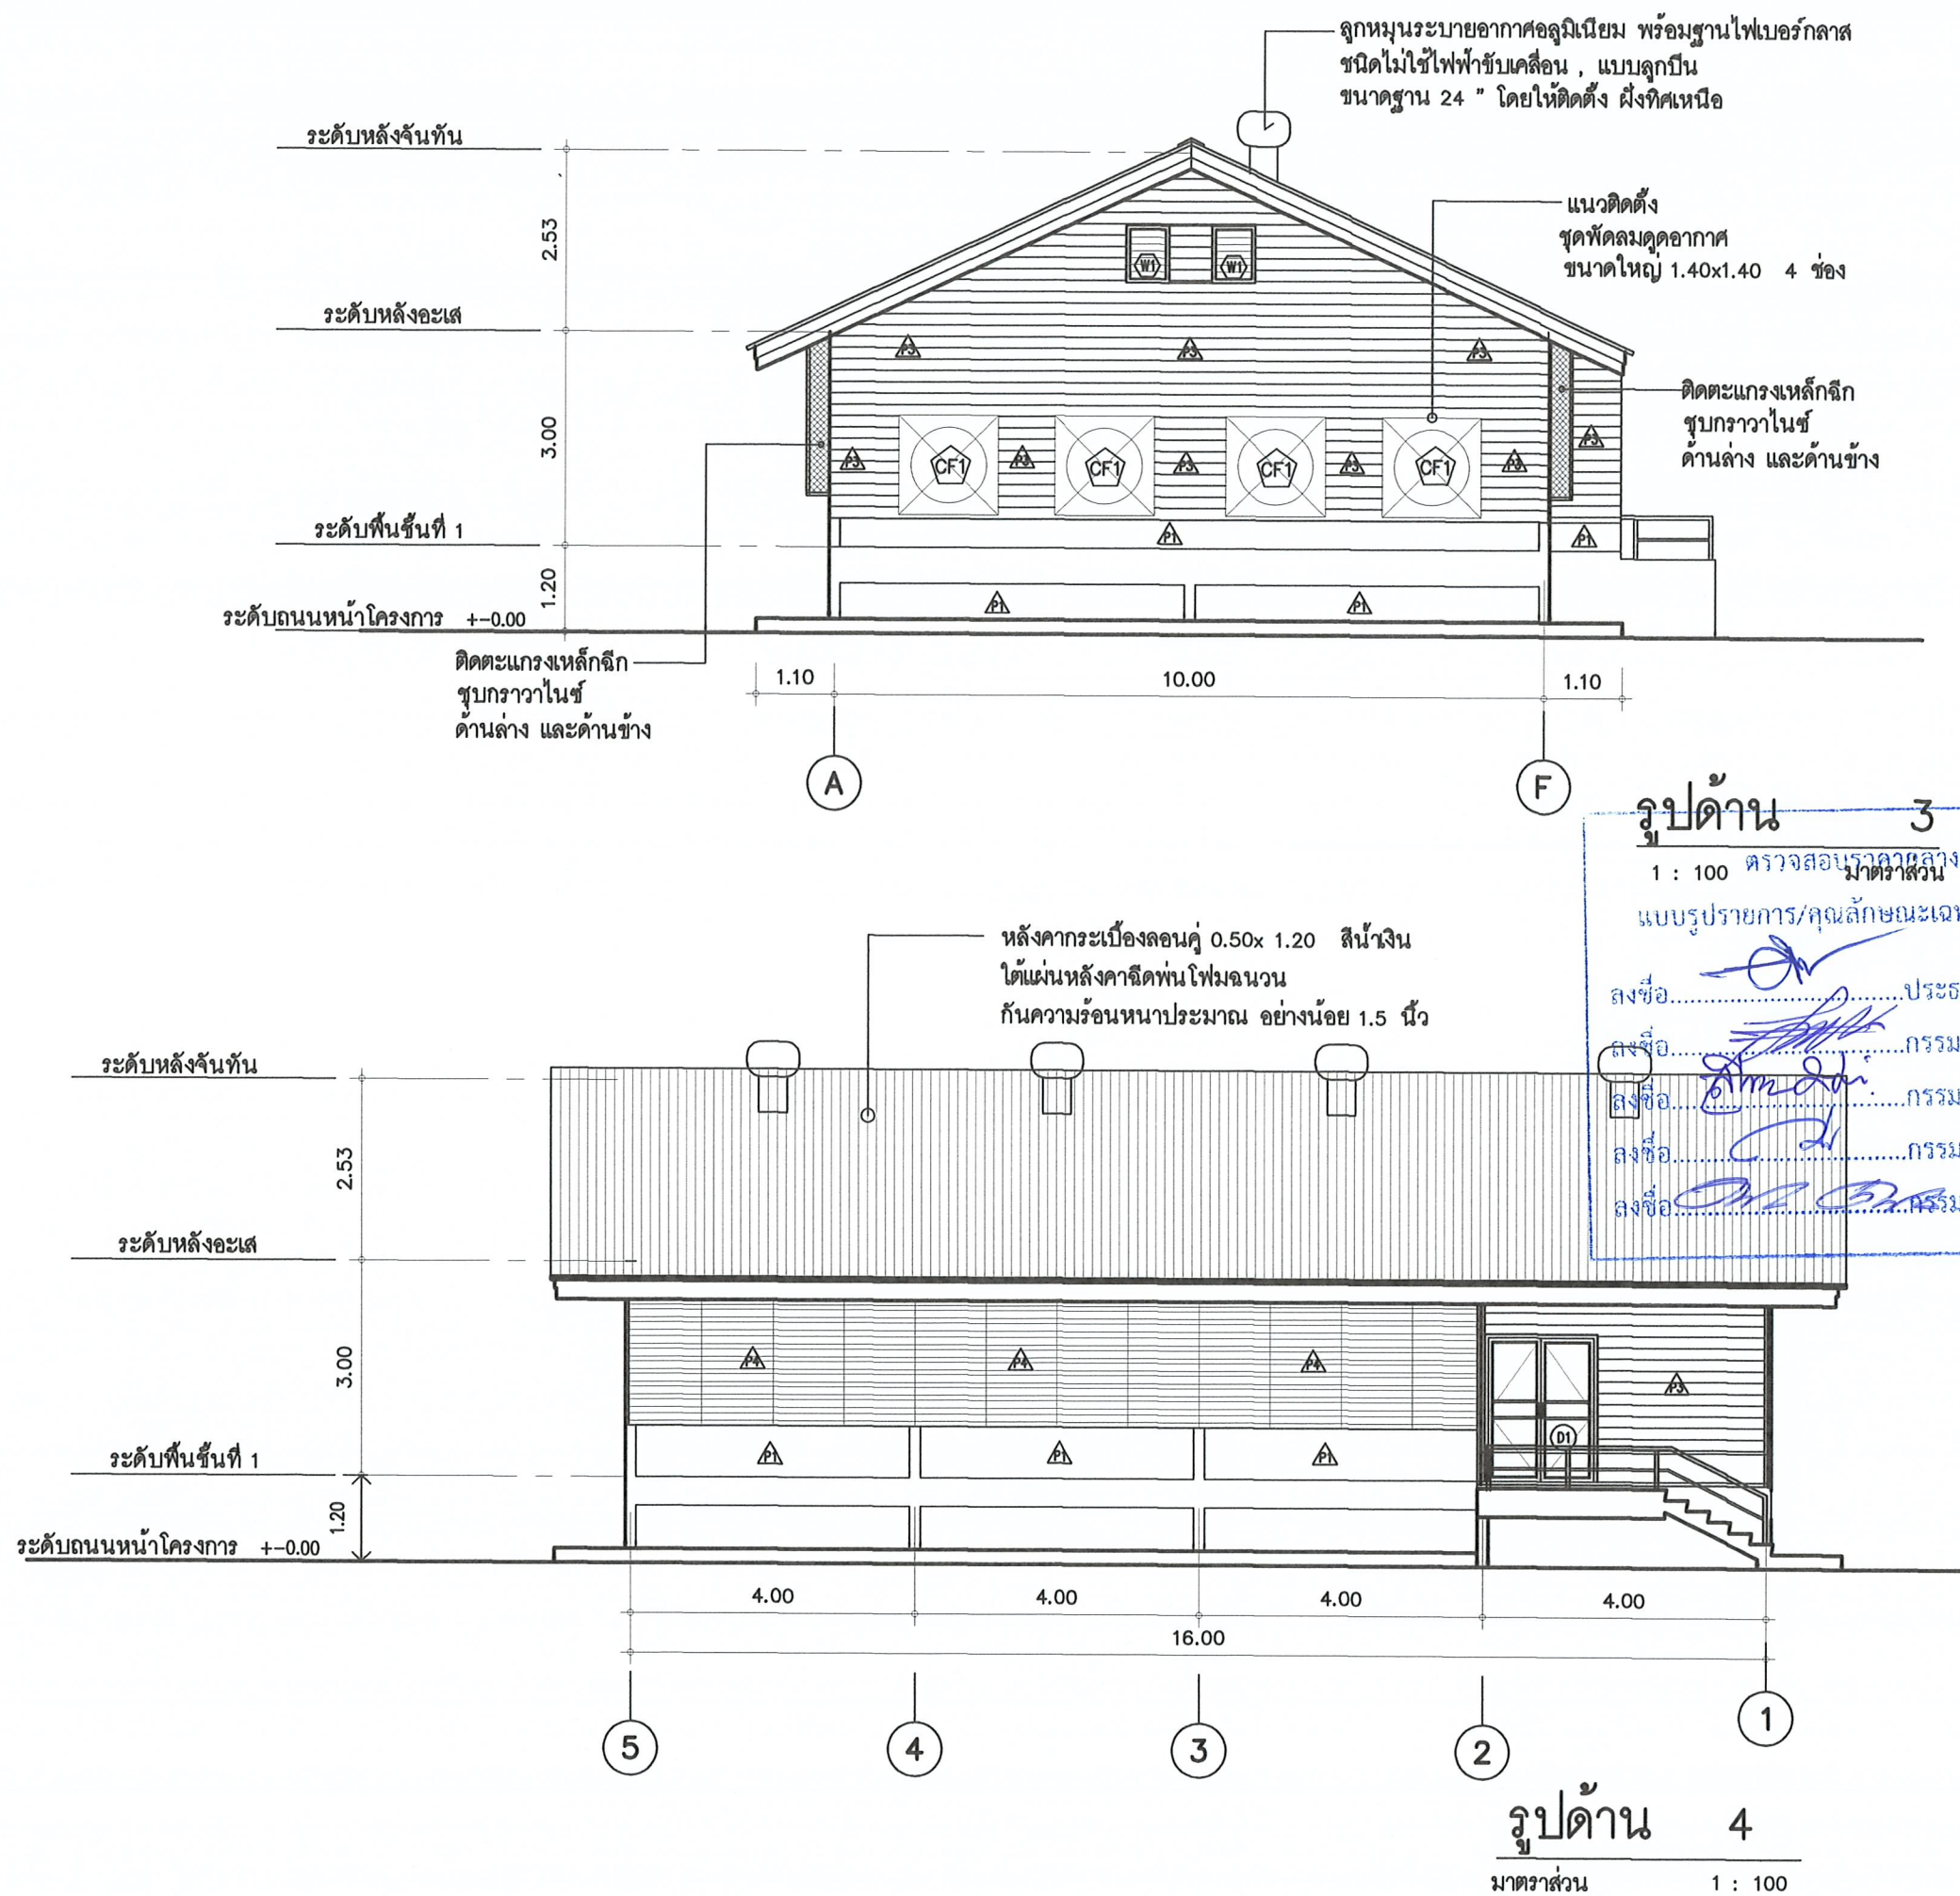 ลูกหมุนระบายอากาศอลูมิเนียม พร้อมฐานไฟเบอร์กลาส
ชนิดไม่ใช้ไฟฟ้าขับเคลื่อน , แบบลูกปืน
ขนาดฐาน 24 " โดยให้ติดตั้ง ฝั่งทิศเหนือ
ระดับหลังจันทัน
2.53
แนวติดตั้ง
ชุดพัดลมดูดอากาศ
ขนาดใหญ่ 1.40x1.40 4 ช่อง
W1 W1
ระดับหลังอะเส
P3 P3 P3
3.00
ติดตะแกรงเหล็กฉีก
ชุบกราวาไนซ์
ด้านล่าง และด้านข้าง
P3 CF1 P3 CF1 P3 CF1 P3 CF1 P3 P3
ระดับพื้นชั้นที่ 1
P1 P1
1.20
P1 P1
ระดับถนนหน้าโครงการ +-0.00
ติดตะแกรงเหล็กฉีก
ชุบกราวาไนซ์
ด้านล่าง และด้านข้าง
1.10 10.00 1.10
A F
รูปด้าน 3
1 : 100 มาตราส่วน
ตรวจสอบราคากลาง
แบบรูปรายการ/คุณลักษณะ
ลงชื่อ
ลงชื่อ
ลงชื่อ
ลงชื่อ
ลงชื่อ
หลังคากระเบื้องลอนคู่ 0.50x 1.20 สีน้ำเงิน
ใต้แผ่นหลังคาฉีดพ่นโฟมฉนวน
กันความร้อนหนาประมาณ อย่างน้อย 1.5 นิ้ว
ระดับหลังจันทัน
2.53
ระดับหลังอะเส
3.00
P4 P4 P4 P3
D1
ระดับพื้นชั้นที่ 1
P1 P1 P1
1.20
ระดับถนนหน้าโครงการ +-0.00
4.00 4.00 4.00 4.00
16.00
5 4 3 2 1
รูปด้าน 4
มาตราส่วน 1 : 100